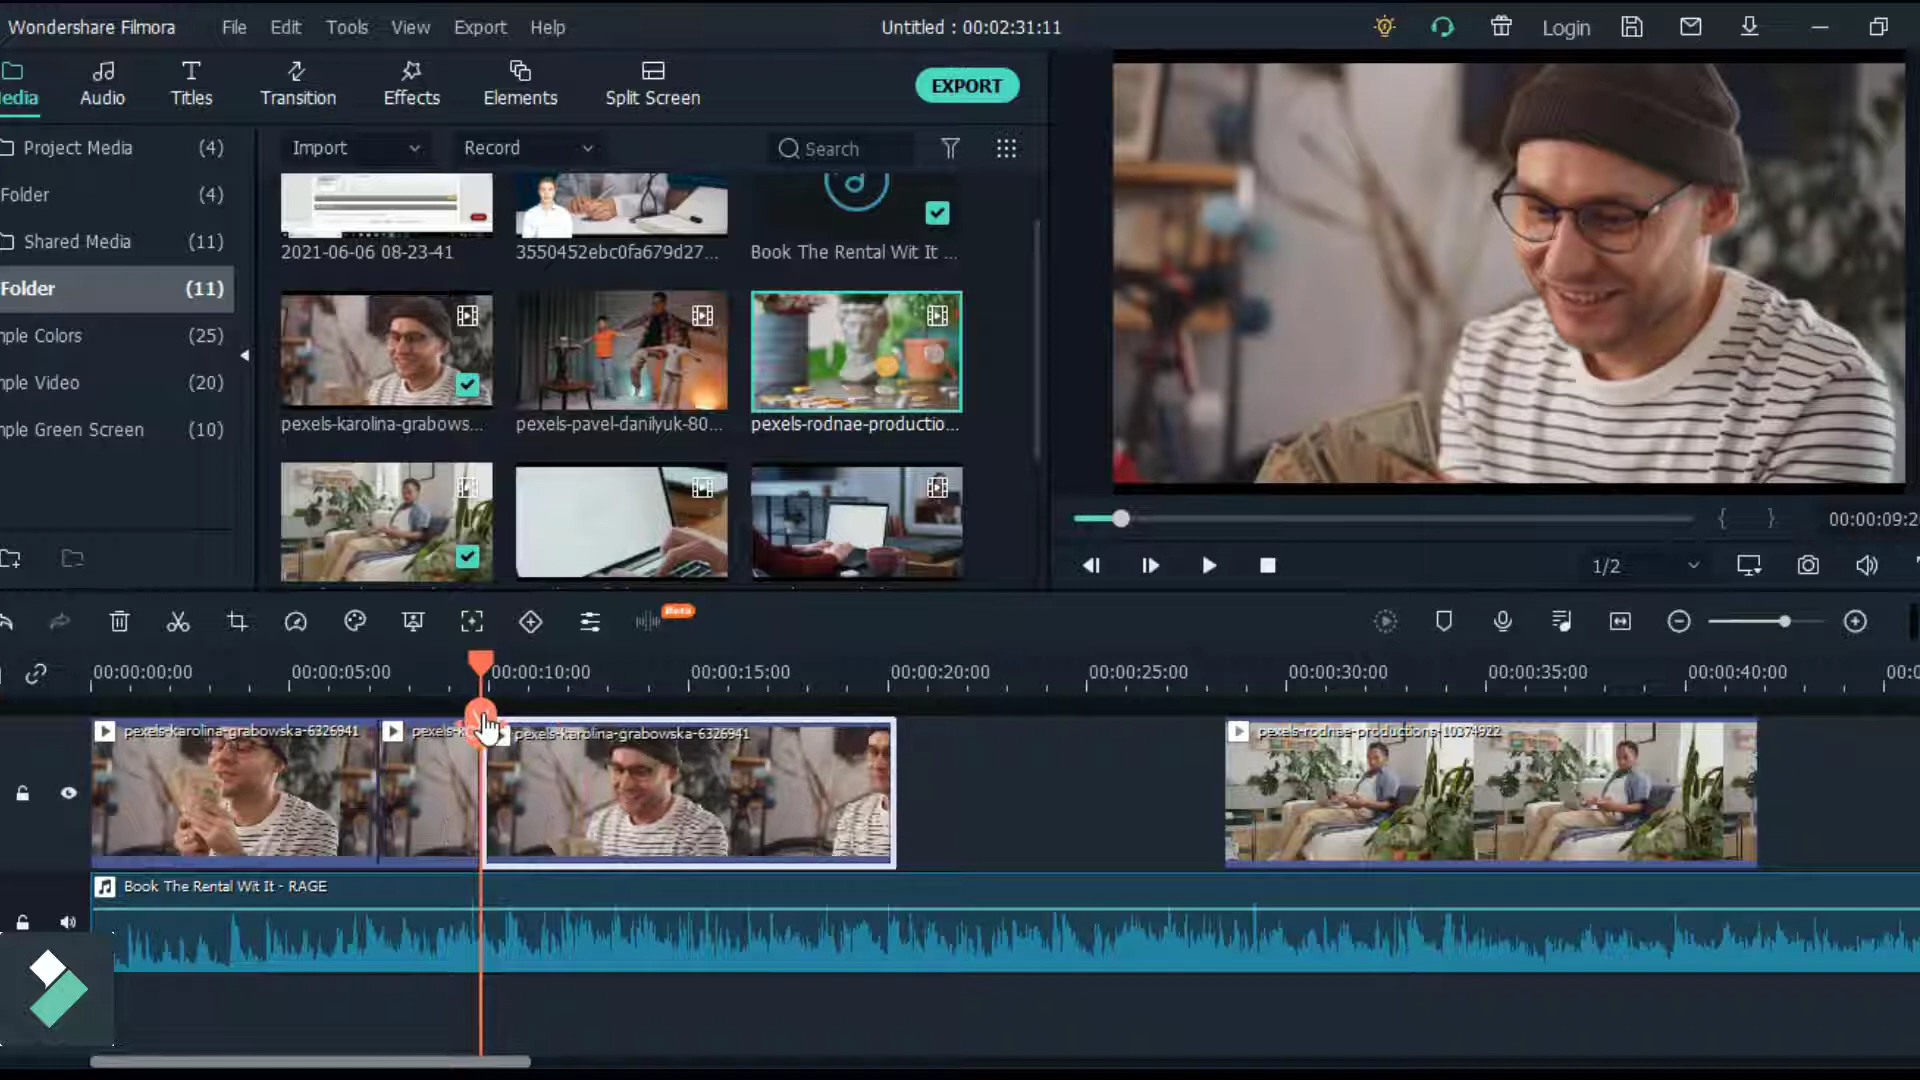 Wondershare Filmora File Edit Tools View Export Help Untitled : 00:02:31:11 Login
edia Audio Titles Transition Effects Elements Split Screen EXPORT
Project Media (4)
Folder (4)
Shared Media (11)
Folder (11)
mple Colors (25)
mple Video (20)
mple Green Screen (10)
Import Record Search
2021-06-06 08-23-41 3550452ebc0fa679d27... Book The Rental Wit It ...
pexels-karolina-grabows... pexels-pavel-danilyuk-80... pexels-rodnae-productio...
00:00:09:2
1/2
Beta
00:00:00:00 00:00:05:00 00:00:10:00 00:00:15:00 00:00:20:00 00:00:25:00 00:00:30:00 00:00:35:00 00:00:40:00 00:0
pexels-karolina-grabowska-6326941 pexels-k pexels-karolina-grabowska-6326941 pexels-rodnae-productions-10374922
Book The Rental Wit It - RAGE